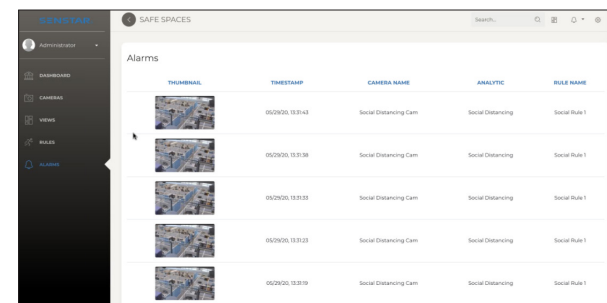 SENSTAR
SAFE SPACES
Search...
Administrator
Alarms
DASHBOARD
CAMERAS
VIEWS
RULES
ALARMS
THUMBNAIL TIMESTAMP CAMERA NAME ANALYTIC RULE NAME
05/29/20, 13:31:43 Social Distancing Cam Social Distancing Social Rule 1
05/29/20, 13:31:38 Social Distancing Cam Social Distancing Social Rule 1
05/29/20, 13:31:33 Social Distancing Cam Social Distancing Social Rule 1
05/29/20, 13:31:23 Social Distancing Cam Social Distancing Social Rule 1
05/29/20, 13:31:19 Social Distancing Cam Social Distancing Social Rule 1